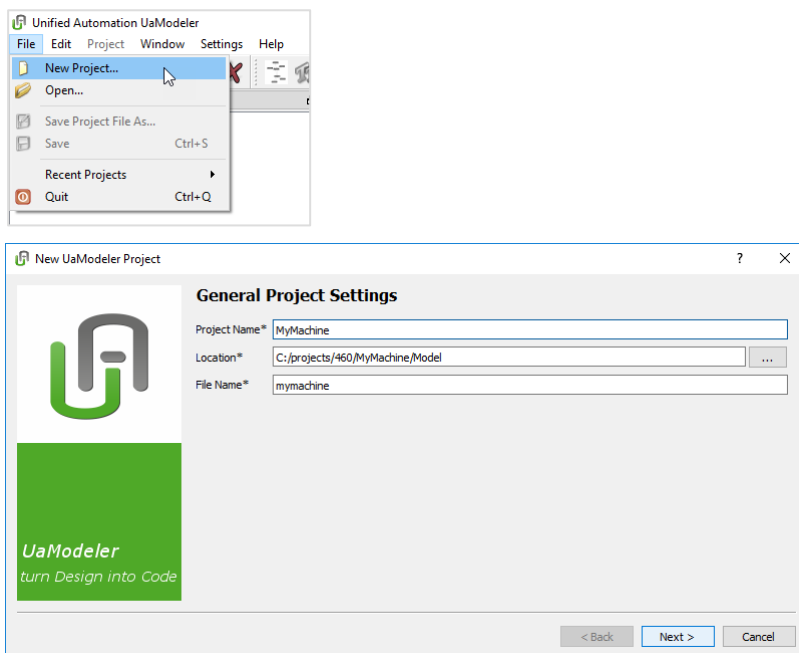 Unified Automation UaModeler
File Edit Project Window Settings Help
New Project...
Open...
Save Project File As...
Save Ctrl+S
Recent Projects
Quit Ctrl+Q
New UaModeler Project ?
General Project Settings
Project Name* MyMachine
Location* C:/projects/460/MyMachine/Model ...
File Name* mymachine
UaModeler
turn Design into Code
< Back Next > Cancel